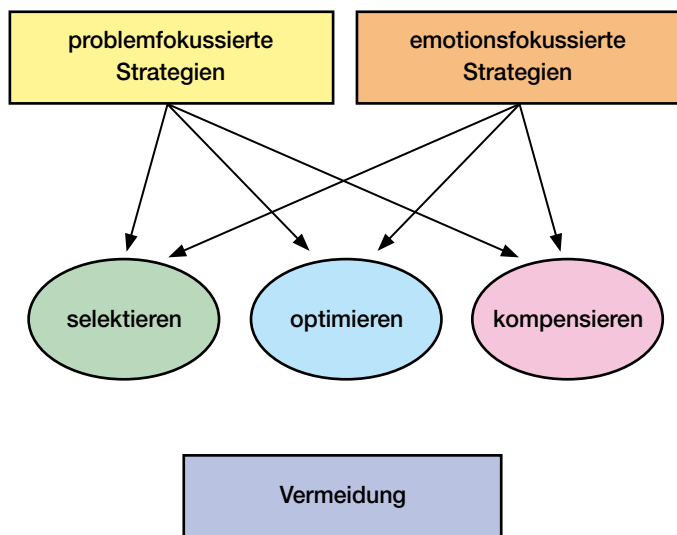 problemfokussierte
Strategien
emotionsfokussierte
Strategien
selektieren
optimieren
kompensieren
Vermeidung